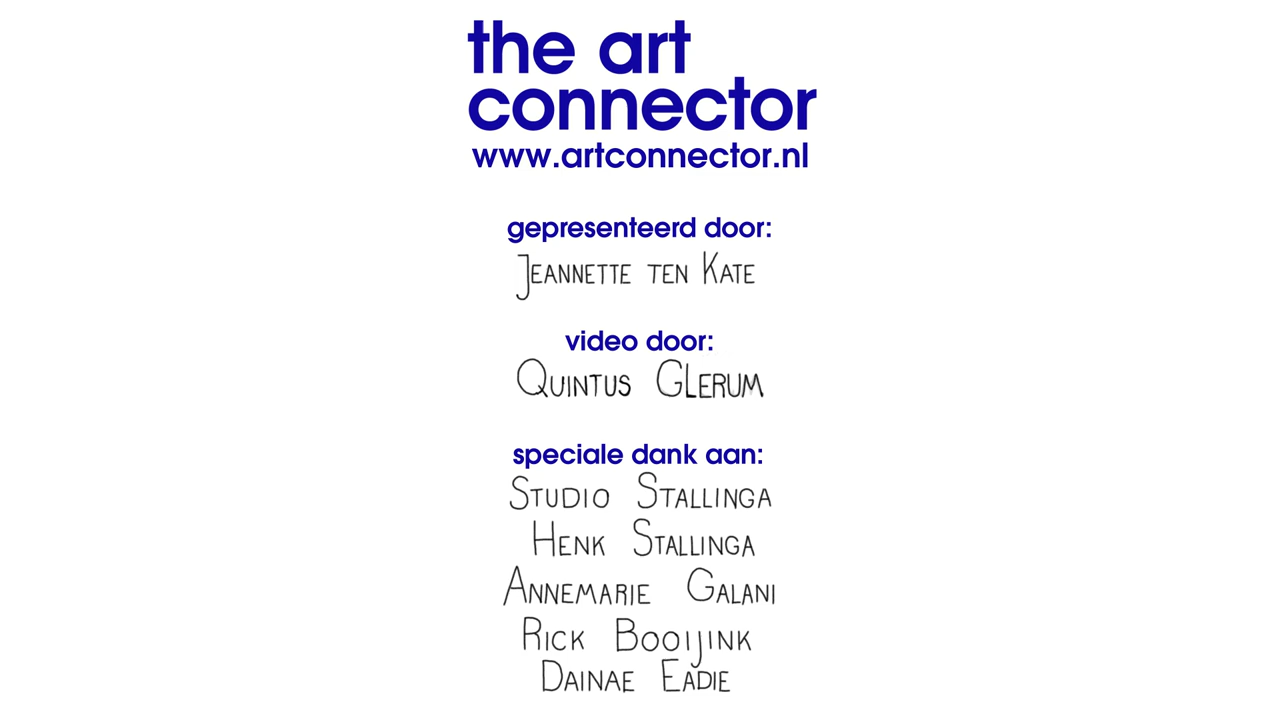 the art
connector
www.artconnector.nl
gepresenteerd door:
Jeannette ten Kate
video door:
Quintus Glerum
speciale dank aan:
Studio Stallinga
Henk Stallinga
Annemarie Galani
Rick Booijink
Dainae Eadie